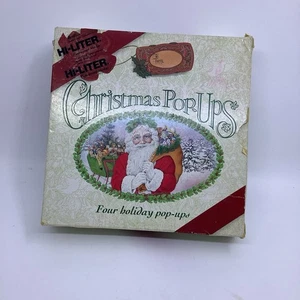 HI-LITER
HI-LITER
Christmas PopUps
Four holiday pop-ups